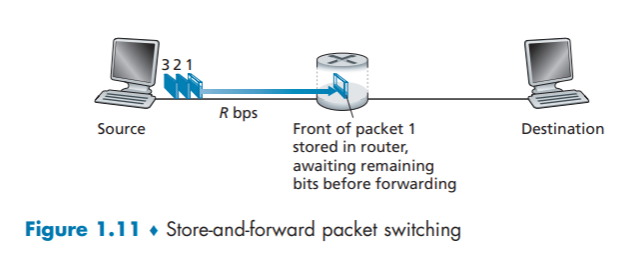 3 2 1
R bps
Source
Front of packet 1
stored in router,
awaiting remaining
bits before forwarding
Destination
Figure 1.11 ♦ Store-and-forward packet switching